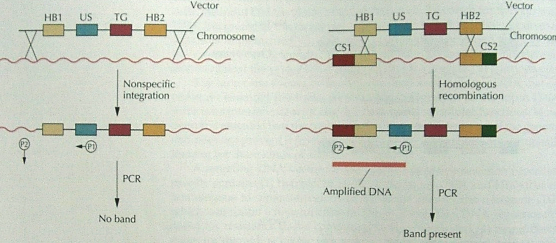 HB1 US TG HB2
Vector
Chromosome
Nonspecific
integration
P2 P1
PCR
No band
HB1 US TG HB2
Vector
CS1 CS2
Homologous
recombination
P2 P1
Amplified DNA
PCR
Band present